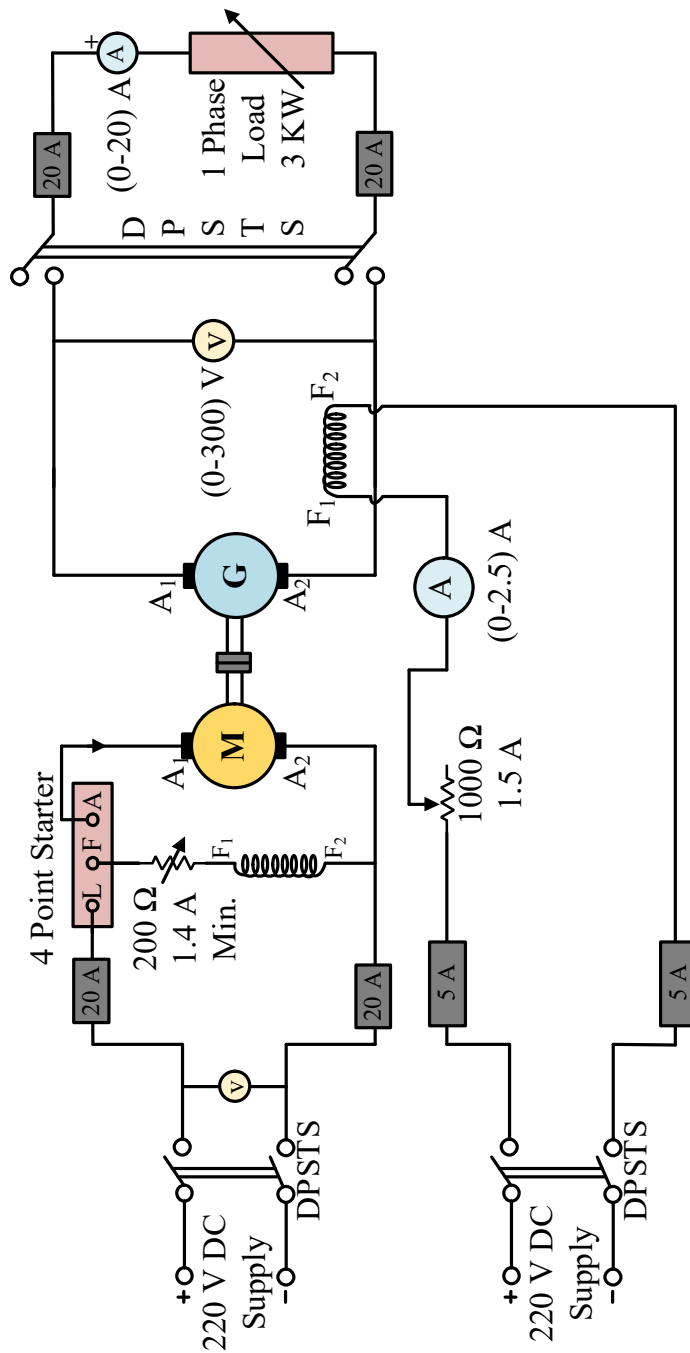 4 Point Starter
L F A
20 A
200 Ω
1.4 A
Min.
F1
F2
20 A
V
+
220 V DC
Supply
-
DPSTS
A1
M
A2
A1
G
A2
(0-300) V
V
F1 F2
D
P
S
T
S
20 A
+
A
(0-20) A
1 Phase
Load
3 KW
20 A
+
220 V DC
Supply
-
DPSTS
5 A
5 A
1000 Ω
1.5 A
A
(0-2.5) A